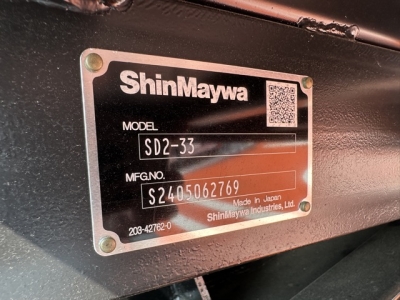 ShinMaywa
MODEL
SD2-33
MFG.NO.
S2405062769
Made in Japan
ShinMaywa Industries, Ltd.
203-42762-0